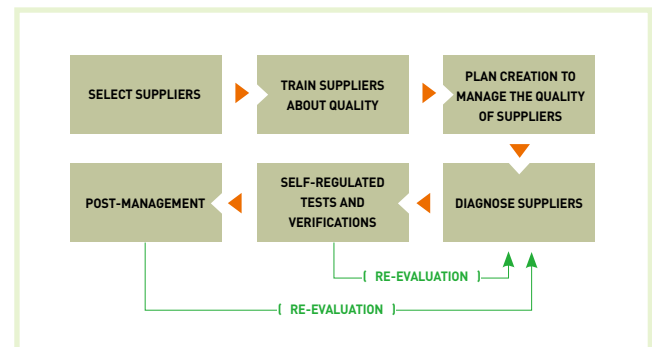 SELECT SUPPLIERS
TRAIN SUPPLIERS
ABOUT QUALITY
PLAN CREATION TO
MANAGE THE QUALITY
OF SUPPLIERS
POST-MANAGEMENT
SELF-REGULATED
TESTS AND
VERIFICATIONS
DIAGNOSE SUPPLIERS
( RE-EVALUATION )
( RE-EVALUATION )